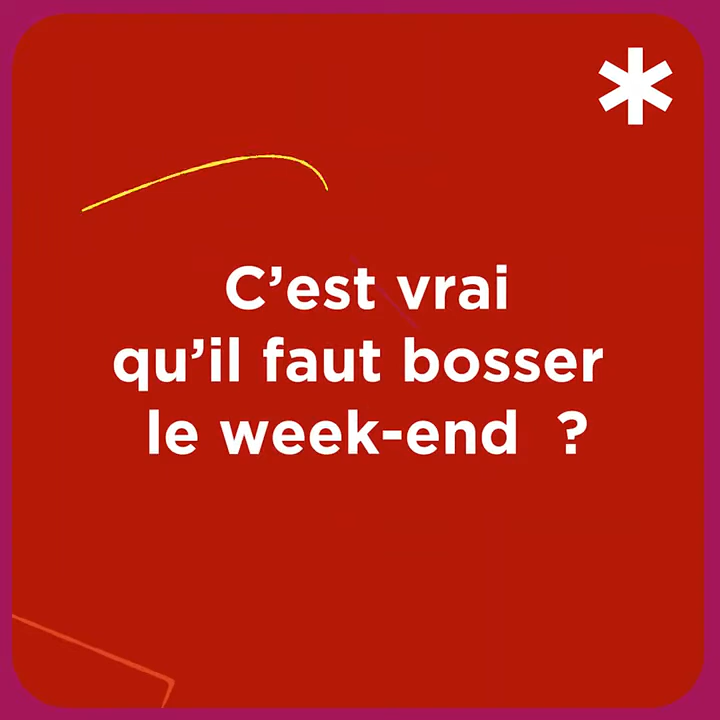 C’est vrai
qu’il faut bosser
le week-end  ?